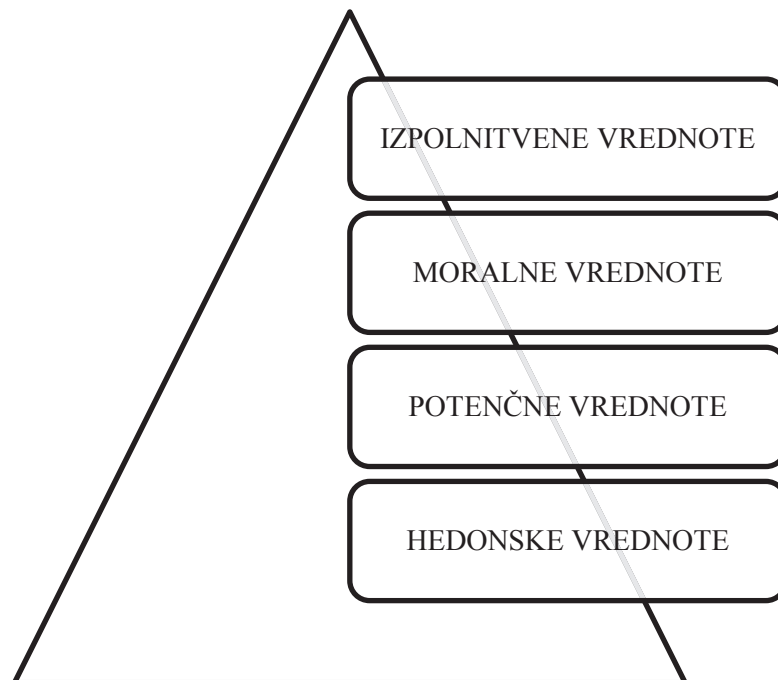 IZPOLNITVENE VREDNOTE
MORALNE VREDNOTE
POTENČNE VREDNOTE
HEDONSKE VREDNOTE